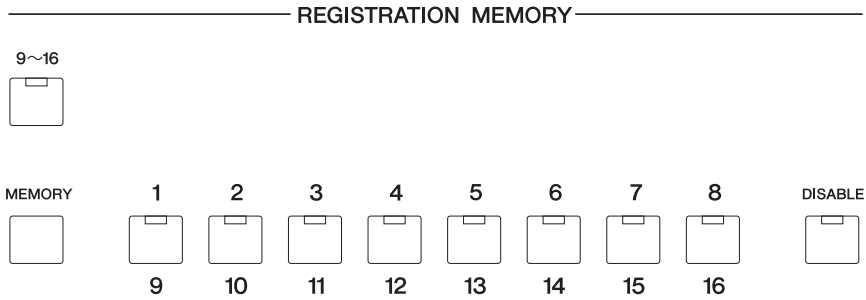 REGISTRATION MEMORY
9～16
MEMORY 1 2 3 4 5 6 7 8 DISABLE
9 10 11 12 13 14 15 16